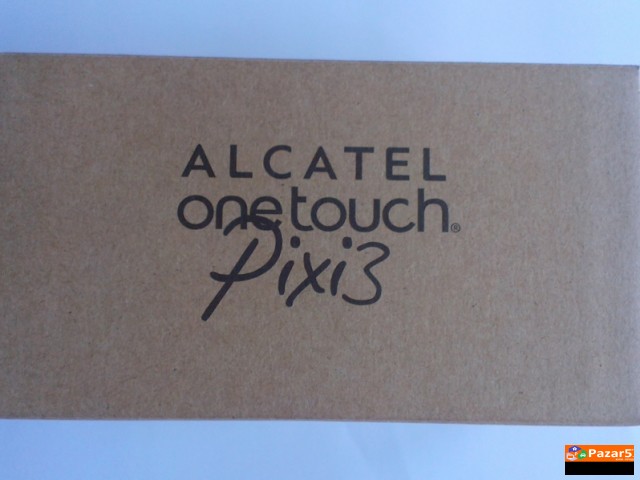 ALCATEL
onetouch®
Pixi3
Pazar5